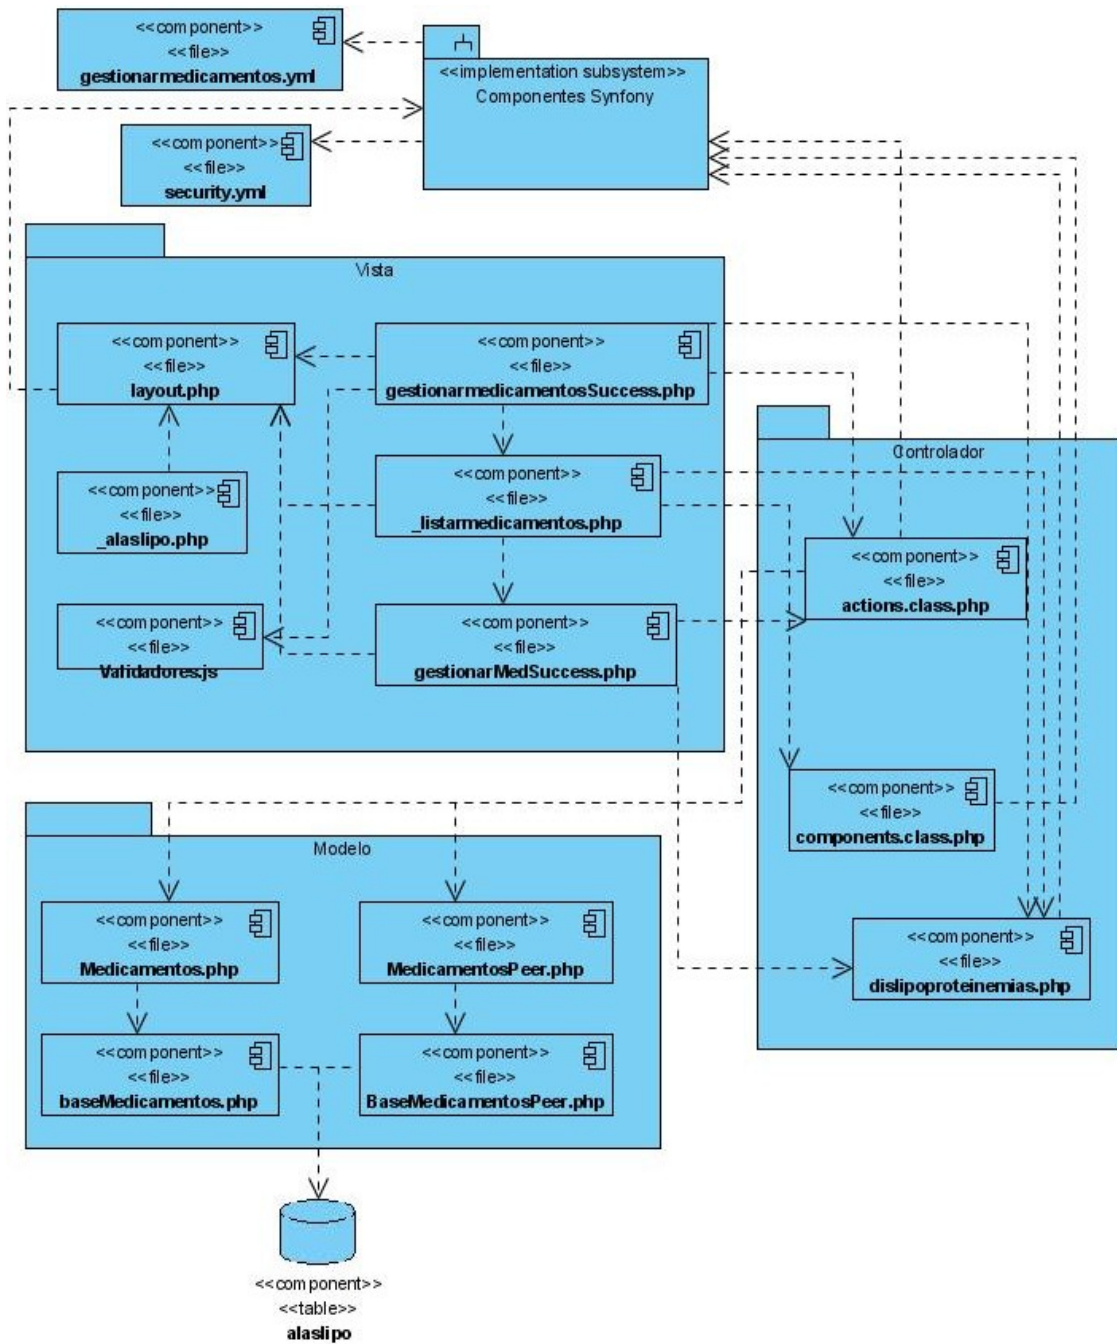 <<component>>
<<file>>
gestionarmedicamentos.yml
<<implementation subsystem>>
Componentes Synfony
<<component>>
<<file>>
security.yml
Vista
<<component>>
<<file>>
layout.php
<<component>>
<<file>>
gestionarmedicamentosSuccess.php
<<component>>
<<file>>
_alaslipo.php
<<component>>
<<file>>
_listarmedicamentos.php
<<component>>
<<file>>
Validadores.js
<<component>>
<<file>>
gestionarMedSuccess.php
Controlador
<<component>>
<<file>>
actions.class.php
<<component>>
<<file>>
components.class.php
<<component>>
<<file>>
dislipoproteinemias.php
Modelo
<<component>>
<<file>>
Medicamentos.php
<<component>>
<<file>>
MedicamentosPeer.php
<<component>>
<<file>>
baseMedicamentos.php
<<component>>
<<file>>
BaseMedicamentosPeer.php
<<component>>
<<table>>
alaslipo